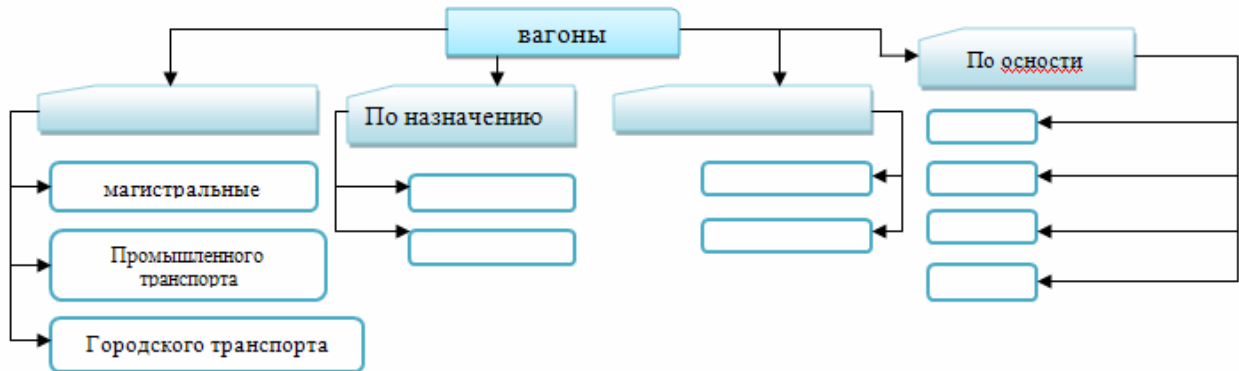 вагоны
По осности
По назначению
магистральные
Промышленного
транспорта
Городского транспорта